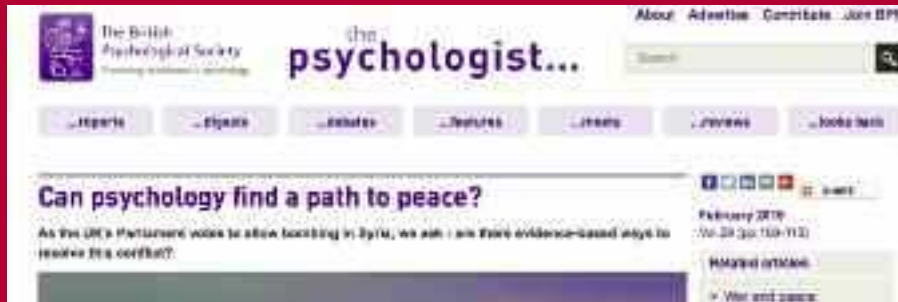 About Advertise Contribute Join BPS
The British
Psychological Society
the
psychologist...
Search
...reports ...digests ...debates ...features ...meets ...reviews ...looks back
Can psychology find a path to peace?
As the UK's Parliament votes to allow bombing in Syria, we ask - are there evidence-based ways to
resolve this conflict?
SHARE
February 2016
Related articles
War and peace